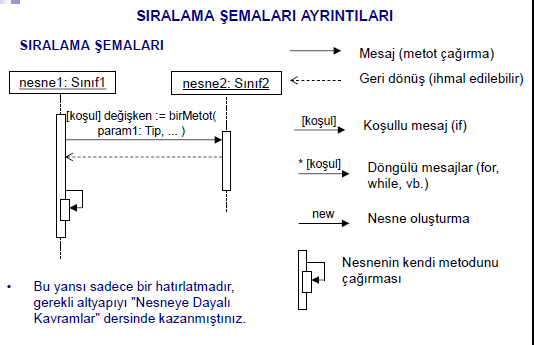 SIRALAMA ŞEMALARI AYRINTILARI
SIRALAMA ŞEMALARI
nesne1: Sınıf1
nesne2: Sınıf2
[koşul] değişken := birMetot(
param1: Tip, ... )
Mesaj (metot çağırma)
Geri dönüş (ihmal edilebilir)
[koşul]
Koşullu mesaj (if)
* [koşul]
Döngülü mesajlar (for,
while, vb.)
new
Nesne oluşturma
Nesnenin kendi metodunu
çağırması
• Bu yansı sadece bir hatırlatmadır,
gerekli altyapıyı "Nesneye Dayalı
Kavramlar" dersinde kazanmıştınız.